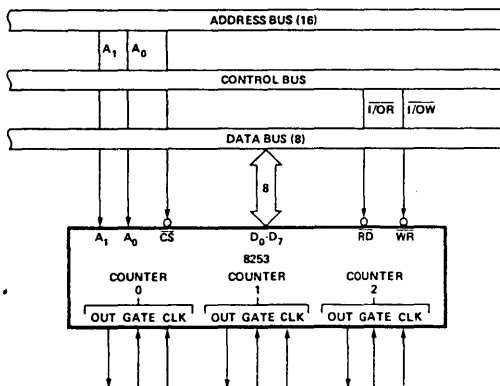 ADDRESS BUS (16)
A1 A0
CONTROL BUS
I/OR I/OW
DATA BUS (8)
8
A1 A0 CS D0-D7 RD WR
8253
COUNTER COUNTER COUNTER
0 1 2
OUT GATE CLK OUT GATE CLK OUT GATE CLK